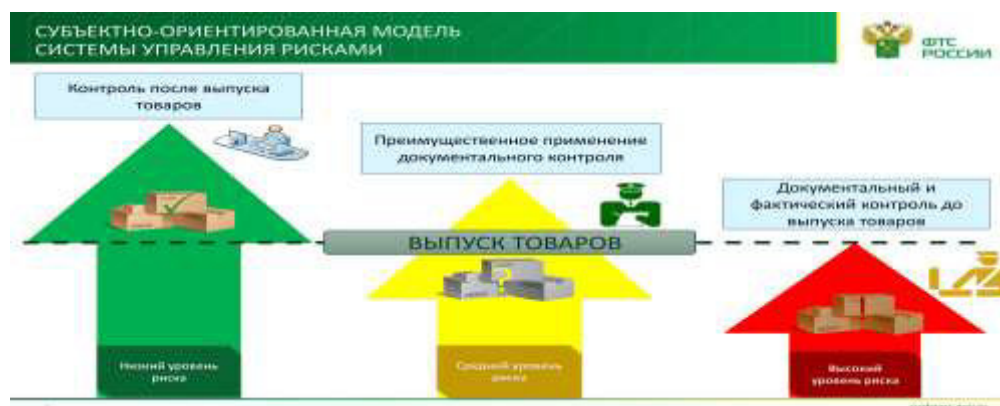 СУБЪЕКТНО-ОРИЕНТИРОВАННАЯ МОДЕЛЬ
СИСТЕМЫ УПРАВЛЕНИЯ РИСКАМИ
ФТС
РОССИИ
Контроль после выпуска
товаров
Преимущественное применение
документального контроля
Документальный и
фактический контроль до
выпуска товаров
ВЫПУСК ТОВАРОВ
?
Низкий уровень
риска
Средний уровень
риска
Высокий
уровень риска